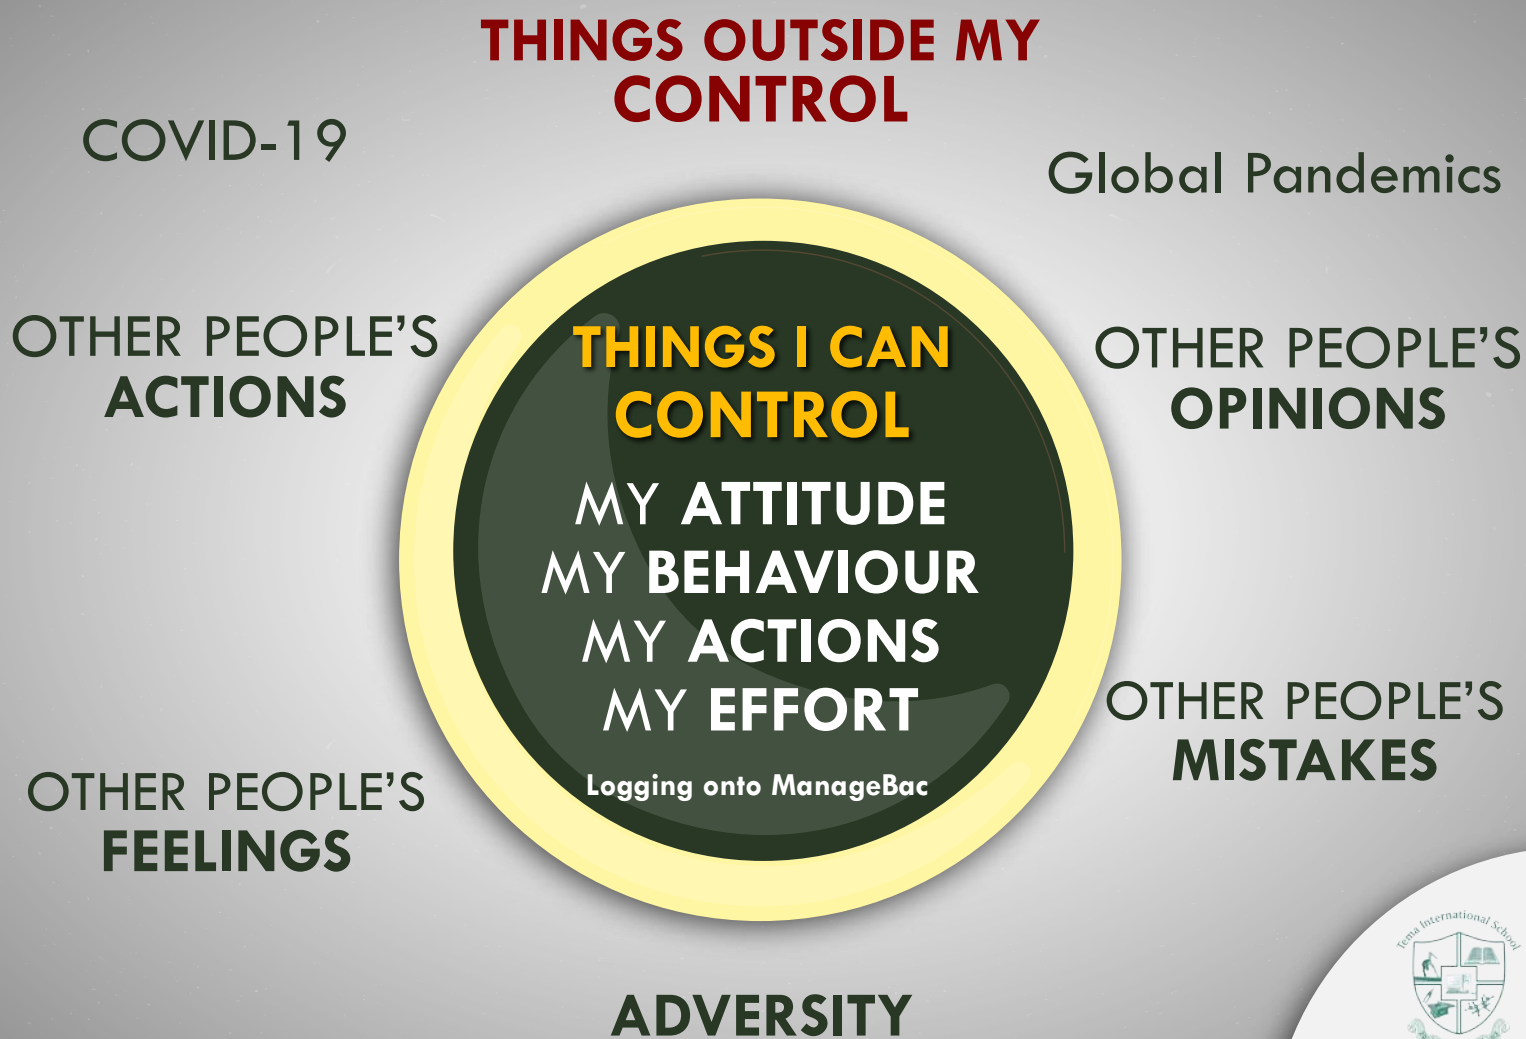 THINGS OUTSIDE MY
CONTROL
COVID-19
Global Pandemics
OTHER PEOPLE’S
ACTIONS
OTHER PEOPLE’S
OPINIONS
THINGS I CAN
CONTROL
MY ATTITUDE
MY BEHAVIOUR
MY ACTIONS
MY EFFORT
Logging onto ManageBac
OTHER PEOPLE’S
MISTAKES
OTHER PEOPLE’S
FEELINGS
ADVERSITY
Tema International School